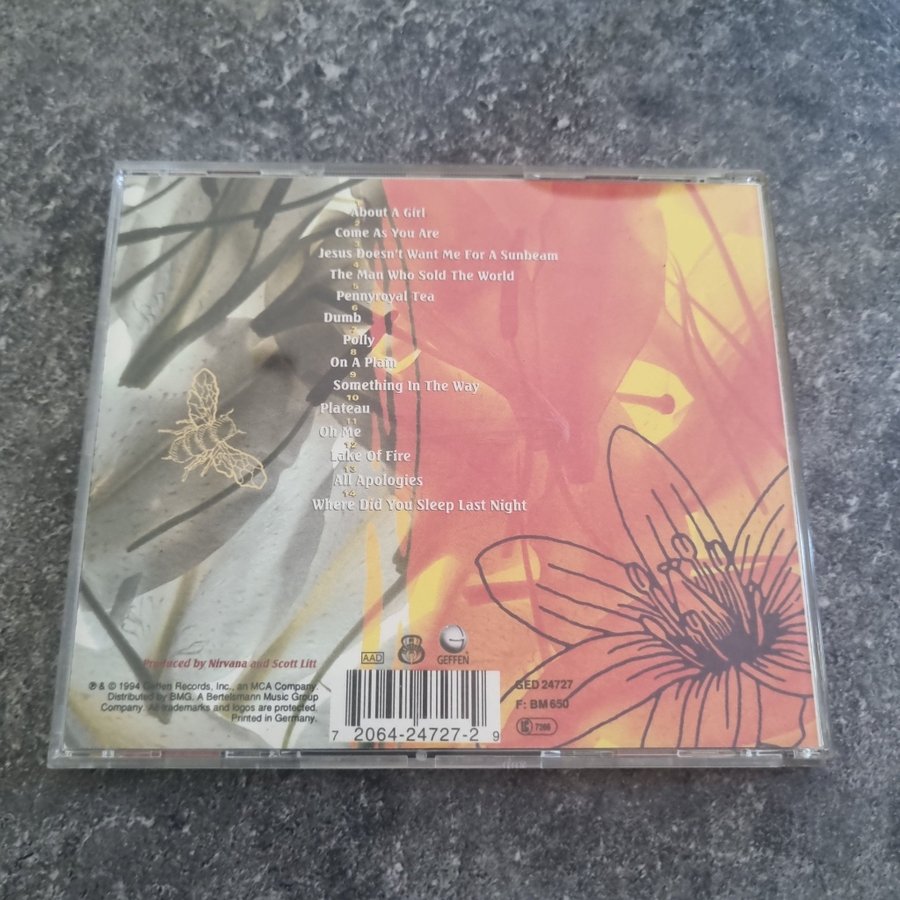 1
About A Girl
2
Come As You Are
3
Jesus Doesn't Want Me For A Sunbeam
4
The Man Who Sold The World
5
Pennyroyal Tea
6
Dumb
7
Polly
8
On A Plain
9
Something In The Way
10
Plateau
11
Oh Me
12
Lake Of Fire
13
All Apologies
14
Where Did You Sleep Last Night
Produced by Nirvana and Scott Litt
℗ & © 1994 Geffen Records, Inc., an MCA Company.
Distributed by BMG. A Bertelsmann Music Group
Company. All trademarks and logos are protected.
Printed in Germany.
AAD
GEFFEN
7 2064-24727-2 9
GED 24727
F: BM 650
LC 7266